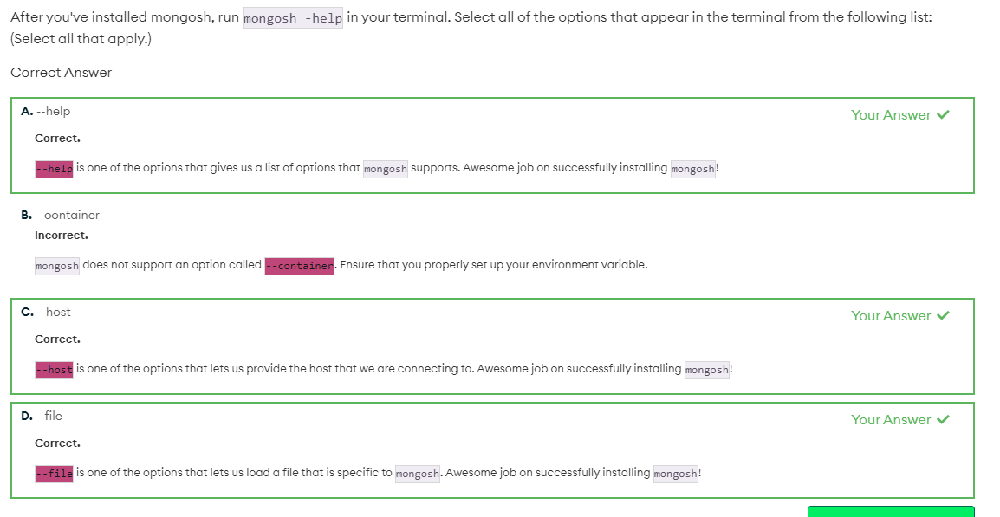 After you've installed mongosh, run mongosh -help in your terminal. Select all of the options that appear in the terminal from the following list:
(Select all that apply.)
Correct Answer
A. --help
Your Answer ✔
Correct.
--help is one of the options that gives us a list of options that mongosh supports. Awesome job on successfully installing mongosh!
B. --container
Incorrect.
mongosh does not support an option called --container. Ensure that you properly set up your environment variable.
C. --host
Your Answer ✔
Correct.
--host is one of the options that lets us provide the host that we are connecting to. Awesome job on successfully installing mongosh!
D. --file
Your Answer ✔
Correct.
--file is one of the options that lets us load a file that is specific to mongosh. Awesome job on successfully installing mongosh!